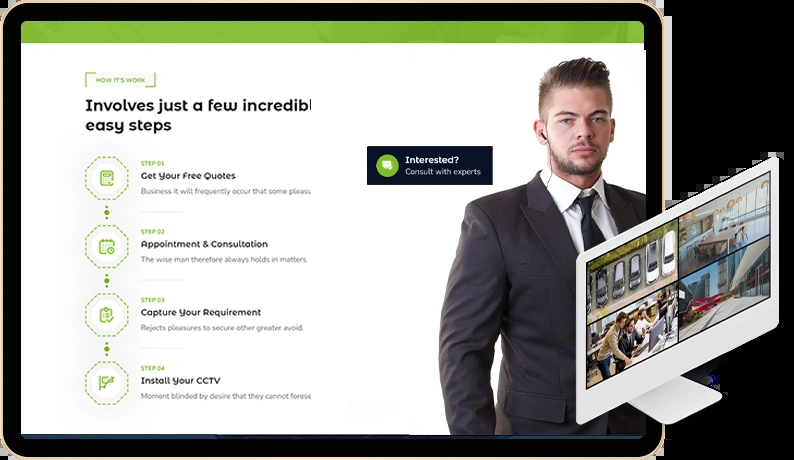 HOW IT'S WORK
Involves just a few incredibl
easy steps
STEP 01
Get Your Free Quotes
Business it will frequently occur that some pleasu
STEP 02
Appointment & Consultation
The wise man therefore always holds in matters.
STEP 03
Capture Your Requirement
Rejects pleasures to secure other greater avoid.
STEP 04
Install Your CCTV
Moment blinded by desire that they cannot forese
Interested?
Consult with experts